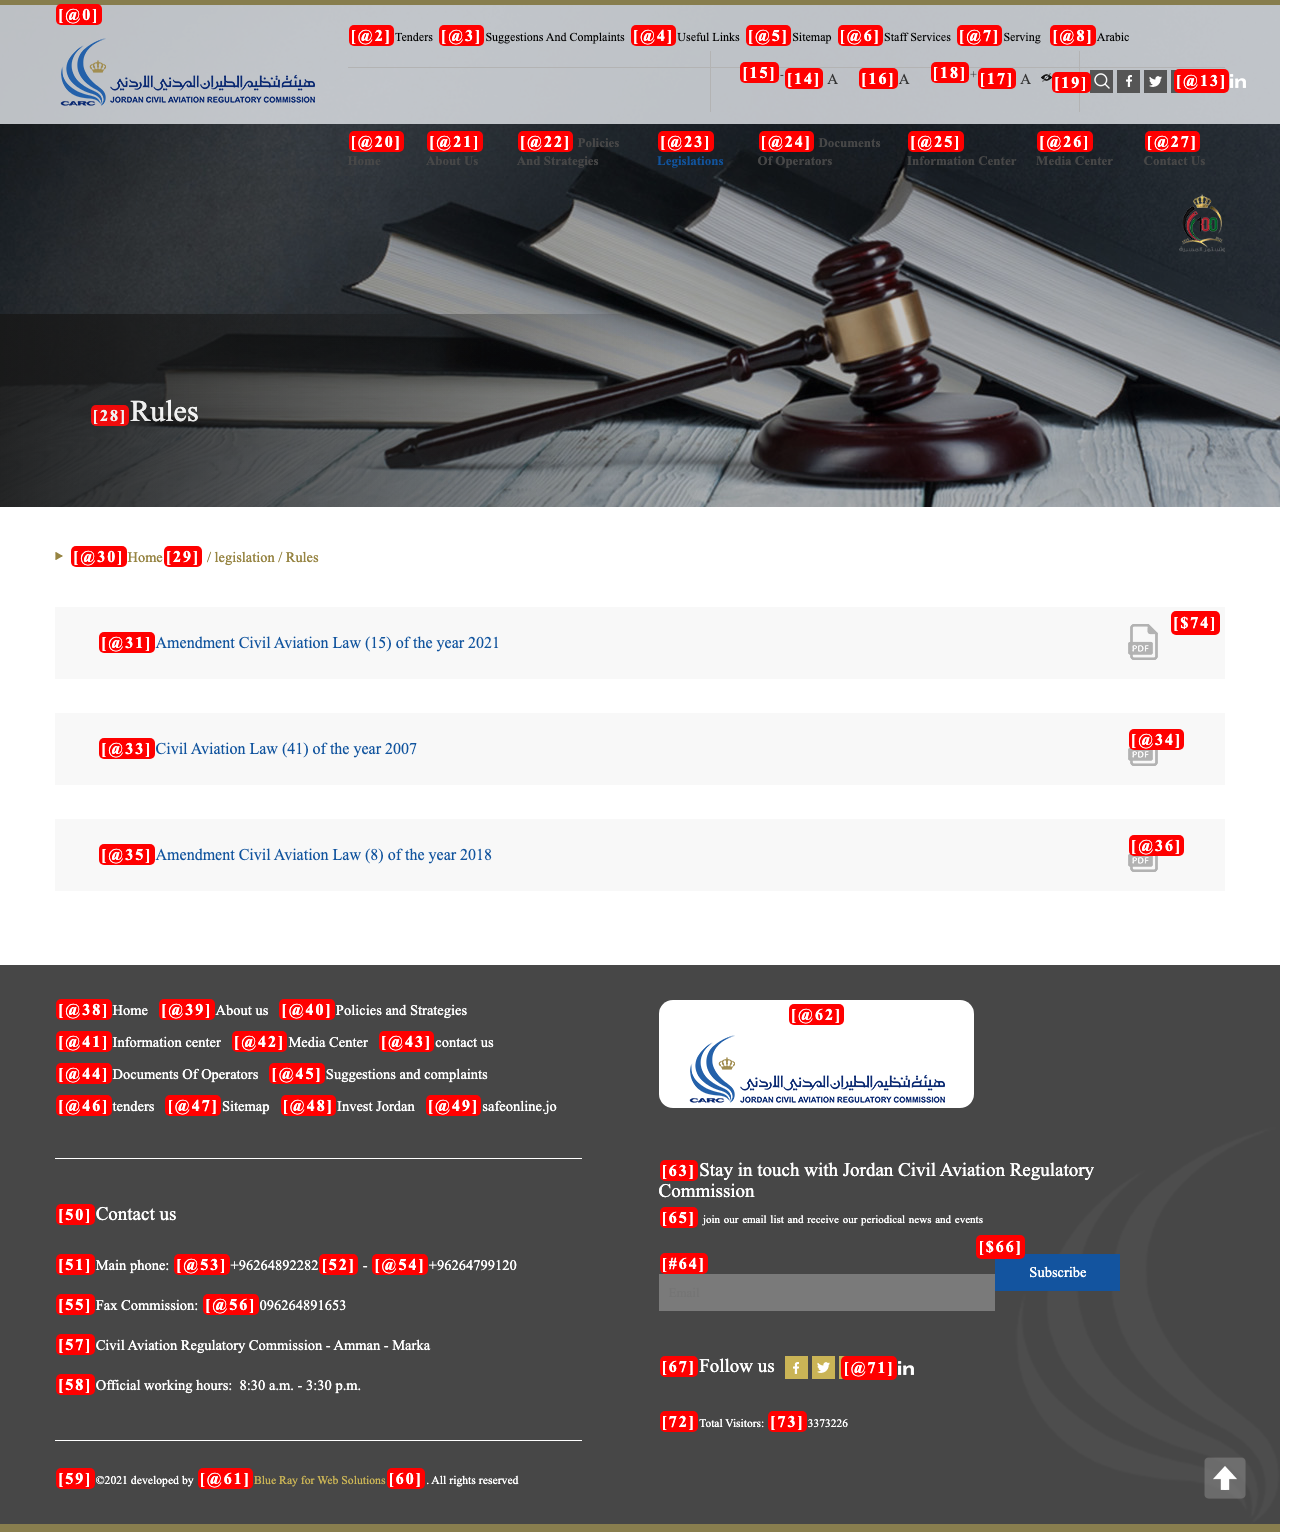 [@0]
[@2] Tenders [@3] Suggestions And Complaints [@4] Useful Links [@5] Sitemap [@6] Staff Services [@7] Serving [@8] Arabic
هيئة تنظيم الطيران المدني الأردني
CARC JORDAN CIVIL AVIATION REGULATORY COMMISSION
[15] - [14] A [16] A [18] + [17] A [19] [@13] in
[@20] Home [@21] About Us [@22] Policies And Strategies [@23] Legislations [@24] Documents Of Operators [@25] Information Center [@26] Media Center [@27] Contact Us
100
[28] Rules
[@30] Home [29] / legislation / Rules
[@31] Amendment Civil Aviation Law (15) of the year 2021
PDF [$74]
[@33] Civil Aviation Law (41) of the year 2007
PDF [@34]
[@35] Amendment Civil Aviation Law (8) of the year 2018
PDF [@36]
[@38] Home [@39] About us [@40] Policies and Strategies
[@41] Information center [@42] Media Center [@43] contact us
[@44] Documents Of Operators [@45] Suggestions and complaints
[@46] tenders [@47] Sitemap [@48] Invest Jordan [@49] safeonline.jo
[50] Contact us
[51] Main phone: [@53] +96264892282 [52] - [@54] +96264799120
[55] Fax Commission: [@56] 096264891653
[57] Civil Aviation Regulatory Commission - Amman - Marka
[58] Official working hours: 8:30 a.m. - 3:30 p.m.
[59] ©2021 developed by [@61] Blue Ray for Web Solutions [60] . All rights reserved
[@62]
هيئة تنظيم الطيران المدني الأردني
CARC JORDAN CIVIL AVIATION REGULATORY COMMISSION
[63] Stay in touch with Jordan Civil Aviation Regulatory
Commission
[65] join our email list and receive our periodical news and events
[#64] Email
[$66] Subscribe
[67] Follow us [@71] in
[72] Total Visitors: [73] 3373226